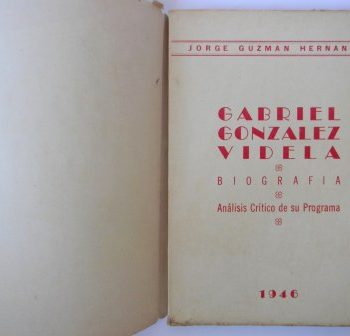 JORGE GUZMAN HERNAN
GABRIEL
GONZALEZ
VIDELA
BIOGRAFIA
Análisis Crítico de su Programa
1946